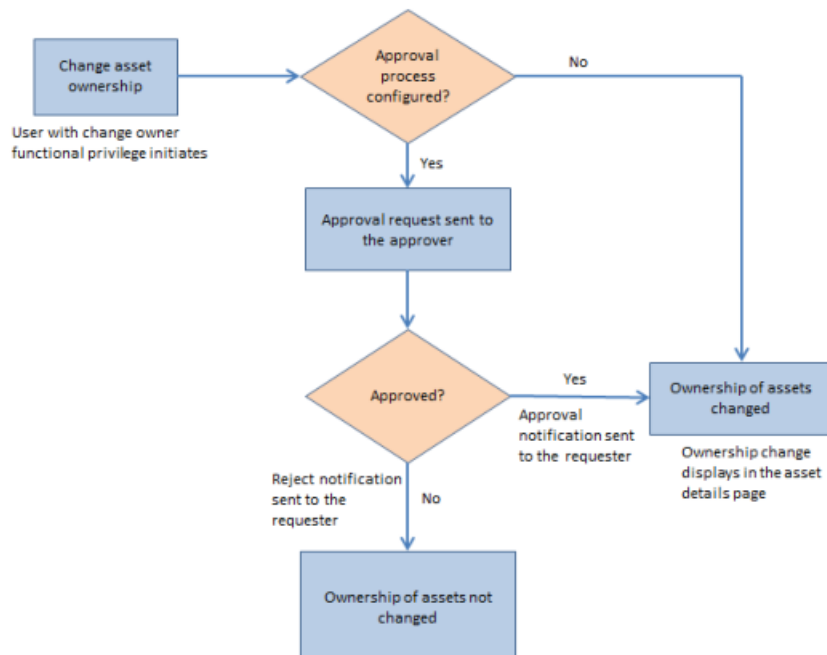 Change asset
ownership
User with change owner
functional privilege initiates
Approval
process
configured?
No
Yes
Approval request sent to
the approver
Approved?
Yes
Approval
notification sent
to the requester
Ownership of assets
changed
Ownership change
displays in the asset
details page
Reject notification
sent to the
requester
No
Ownership of assets not
changed